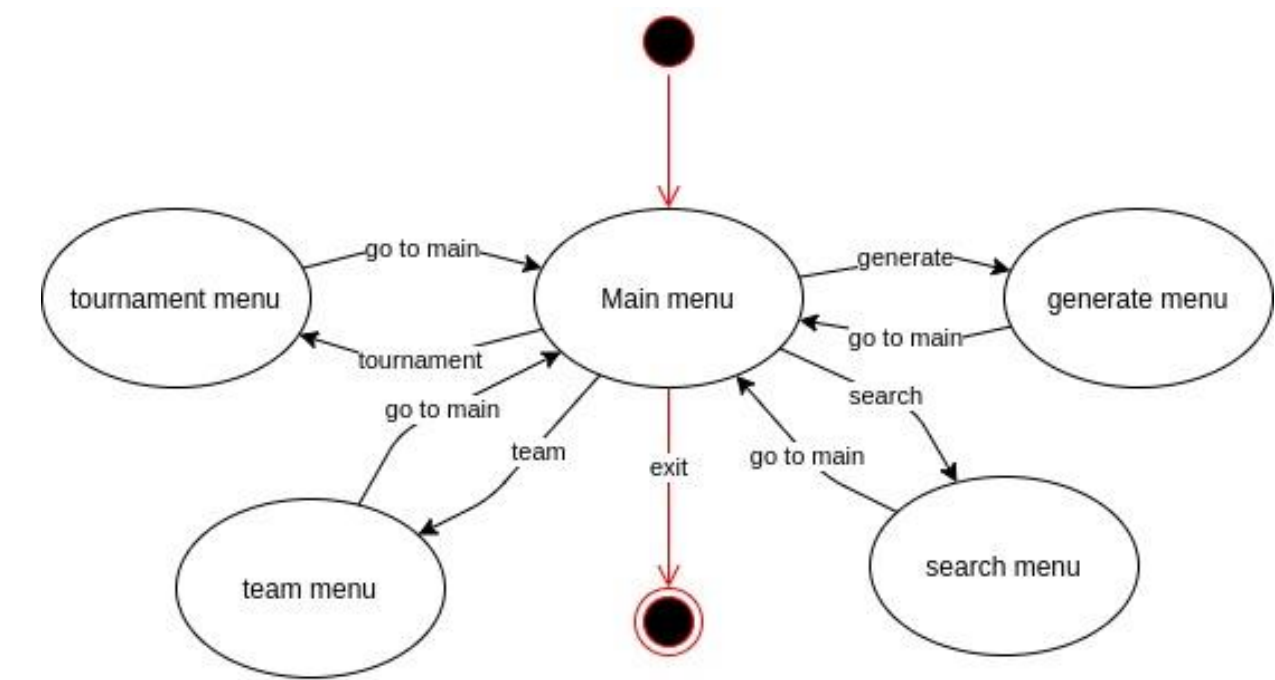 go to main
generate
tournament menu
Main menu
generate menu
go to main
tournament
search
go to main
team
go to main
exit
search menu
team menu